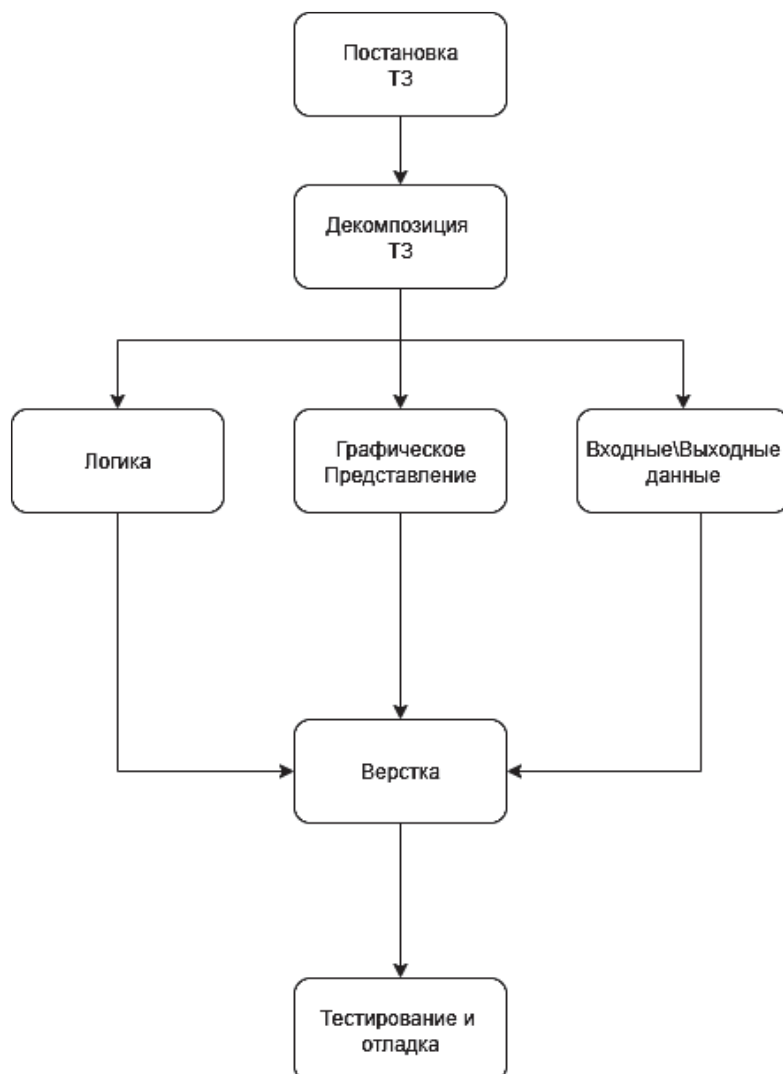 Постановка
ТЗ
Декомпозиция
ТЗ
Логика
Графическое
Представление
Входные\Выходные
данные
Верстка
Тестирование и
отладка